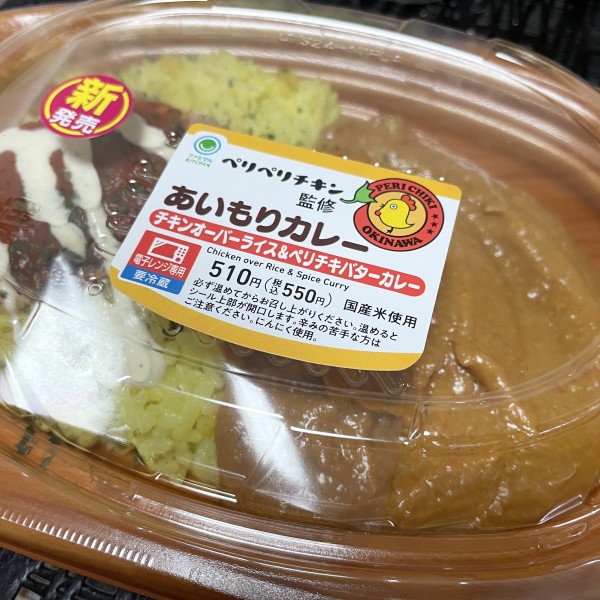 新
発売
ファミマル
KITCHEN
ペリペリチキン
監修
PERI CHIKI
OKINAWA
あいもりカレー
チキンオーバーライス&ペリチキバターカレー
Chicken over Rice & Spice Curry
電子レンジ専用
要冷蔵
510円(税込550円)
国産米使用
必ず温めてからお召し上がりください。温めると
シール上部が開口します。辛みの苦手な方は
ご注意ください。にんにく使用。